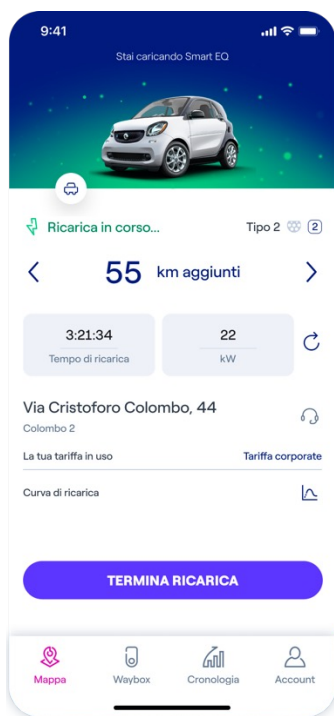 9:41
Stai caricando Smart EQ
Ricarica in corso...
Tipo 2 2
55 km aggiunti
3:21:34
Tempo di ricarica
22
kW
Via Cristoforo Colombo, 44
Colombo 2
La tua tariffa in uso
Tariffa corporate
Curva di ricarica
TERMINA RICARICA
Mappa
Waybox
Cronologia
Account